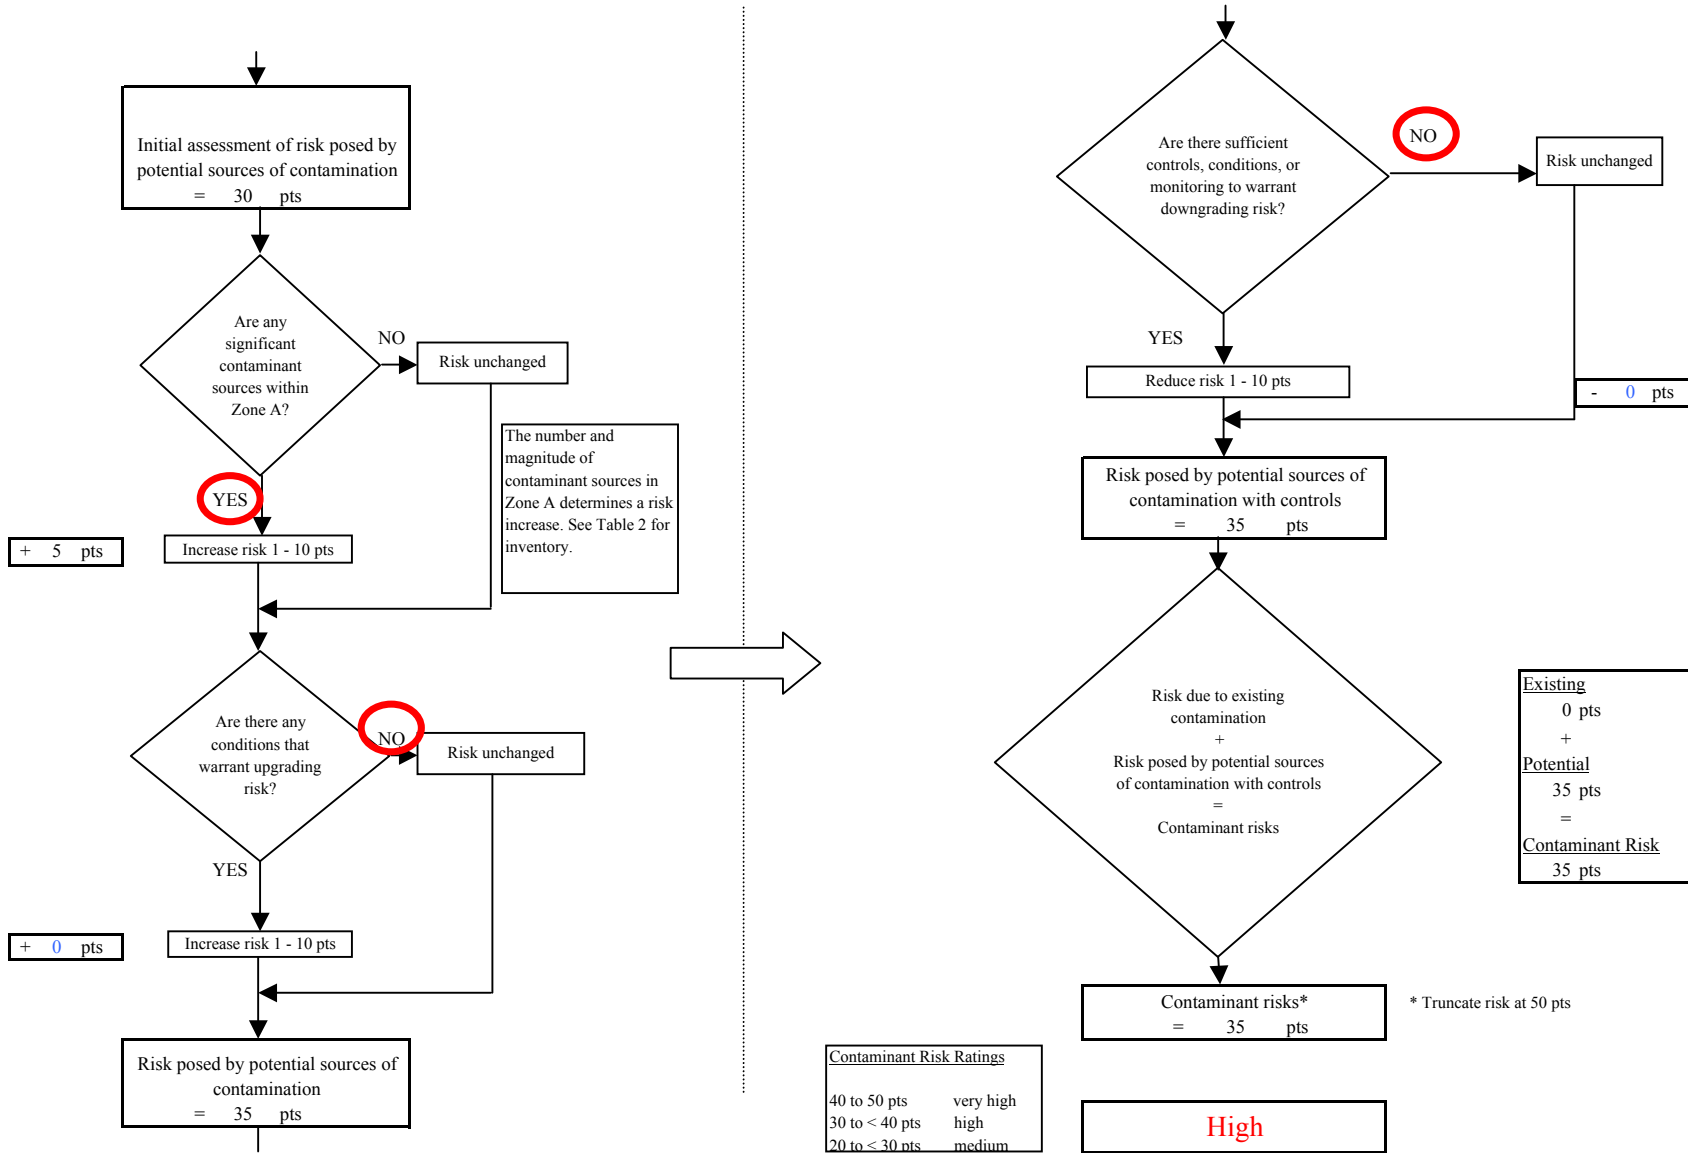 Initial assessment of risk posed by
potential sources of contamination
= 30 pts
Are any
significant
contaminant
sources within
Zone A?
NO
Risk unchanged
The number and
magnitude of
contaminant sources in
Zone A determines a risk
increase. See Table 2 for
inventory.
YES
+ 5 pts
Increase risk 1 - 10 pts
Are there any
conditions that
warrant upgrading
risk?
NO
Risk unchanged
YES
+ 0 pts
Increase risk 1 - 10 pts
Risk posed by potential sources of
contamination
= 35 pts
Are there sufficient
controls, conditions, or
monitoring to warrant
downgrading risk?
NO
Risk unchanged
YES
Reduce risk 1 - 10 pts
- 0 pts
Risk posed by potential sources of
contamination with controls
= 35 pts
Risk due to existing
contamination
+
Risk posed by potential sources
of contamination with controls
=
Contaminant risks
Existing
0 pts
+
Potential
35 pts
=
Contaminant Risk
35 pts
Contaminant risks*
= 35 pts
* Truncate risk at 50 pts
Contaminant Risk Ratings
40 to 50 pts very high
30 to < 40 pts high
20 to < 30 pts medium
High